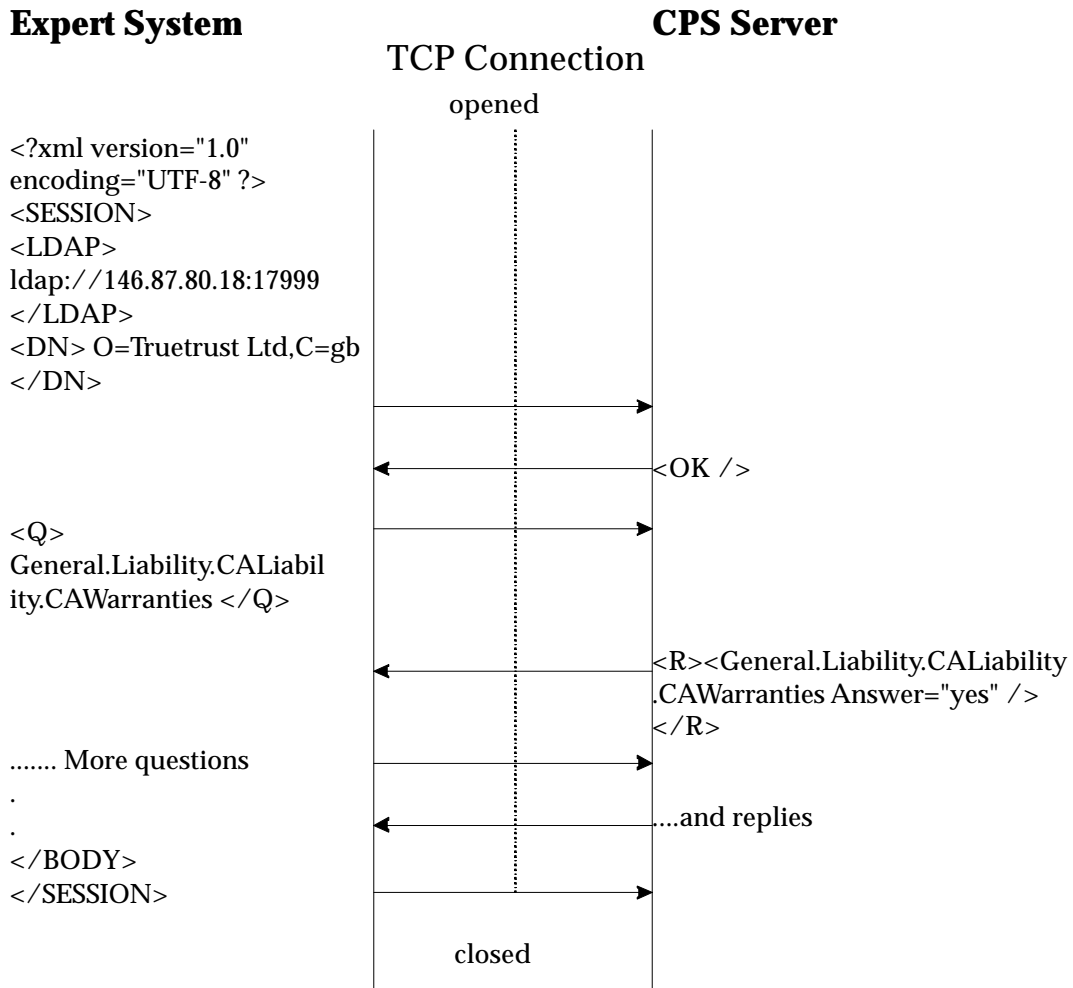 Expert System
CPS Server
TCP Connection
opened
<?xml version="1.0"
encoding="UTF-8" ?>
<SESSION>
<LDAP>
ldap://146.87.80.18:17999
</LDAP>
<DN> O=Truetrust Ltd,C=gb
</DN>
<OK />
<Q>
General.Liability.CALiabil
ity.CAWarranties </Q>
<R><General.Liability.CALiability
.CAWarranties Answer="yes" />
</R>
....... More questions
.
.
....and replies
</BODY>
</SESSION>
closed